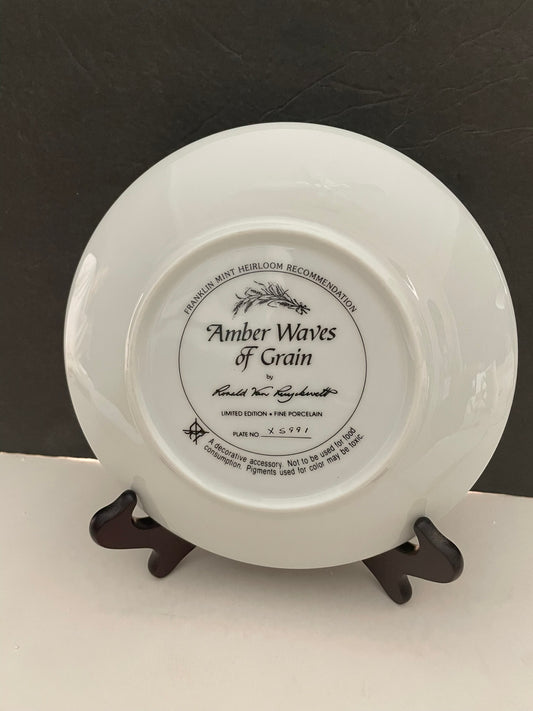 FRANKLIN MINT HEIRLOOM RECOMMENDATION
Amber Waves
of Grain
by
Ronald Van Ruyckevelt
LIMITED EDITION • FINE PORCELAIN
PLATE NO. X5991
A decorative accessory. Not to be used for food
consumption. Pigments used for color may be toxic.